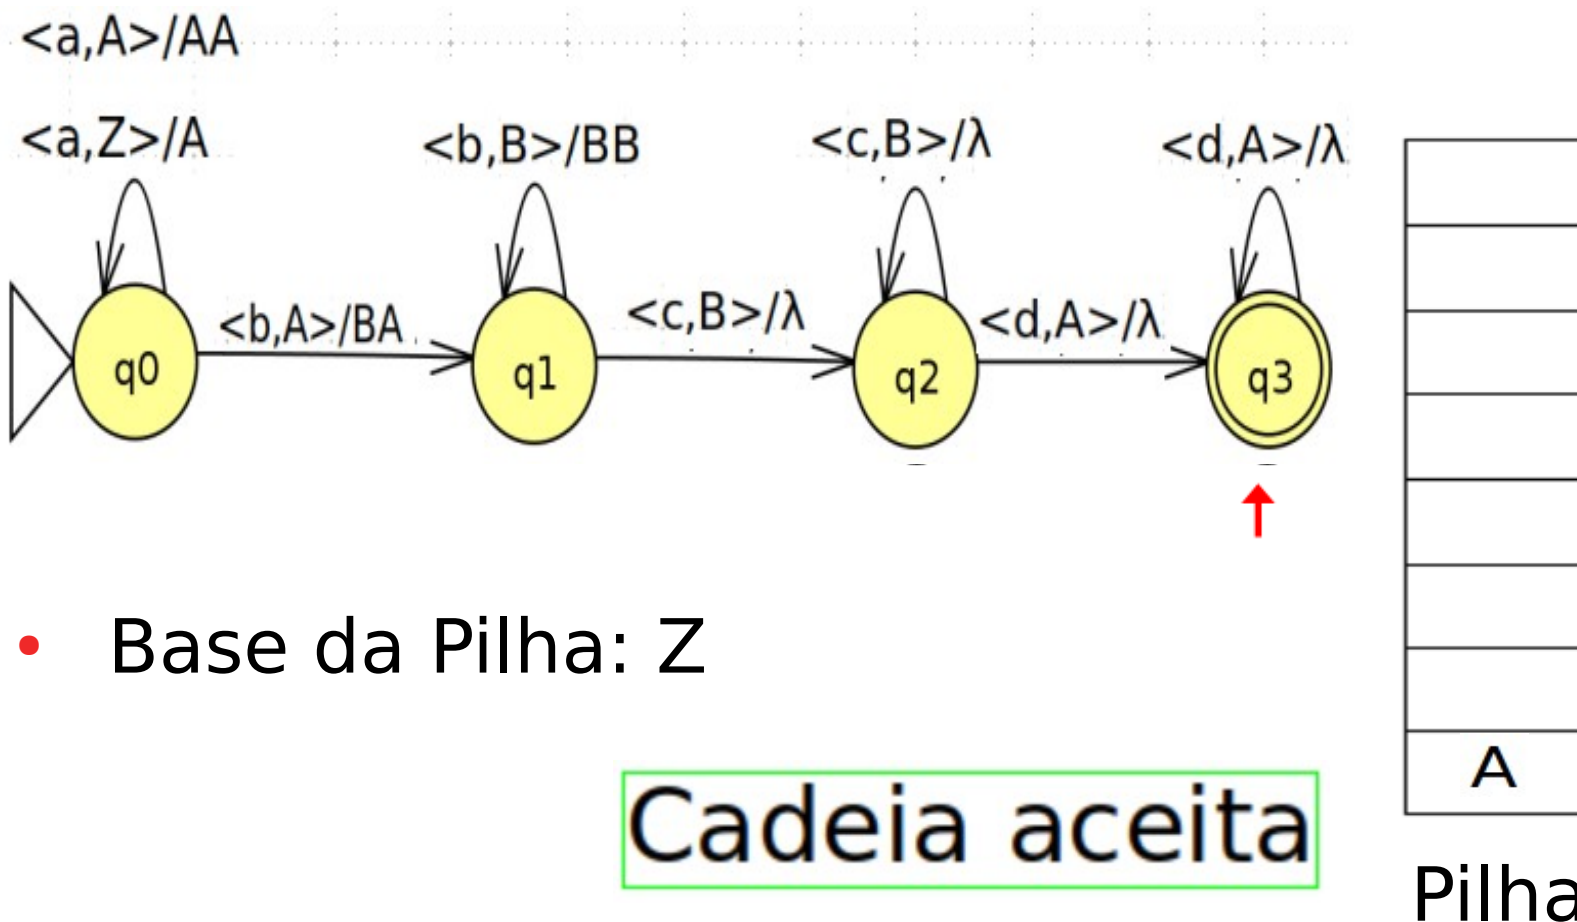 <a,A>/AA
<a,Z>/A
<b,B>/BB
<c,B>/λ
<d,A>/λ
<b,A>/BA
<c,B>/λ
<d,A>/λ
q0
q1
q2
q3
• Base da Pilha: Z
A
Cadeia aceita
Pilha